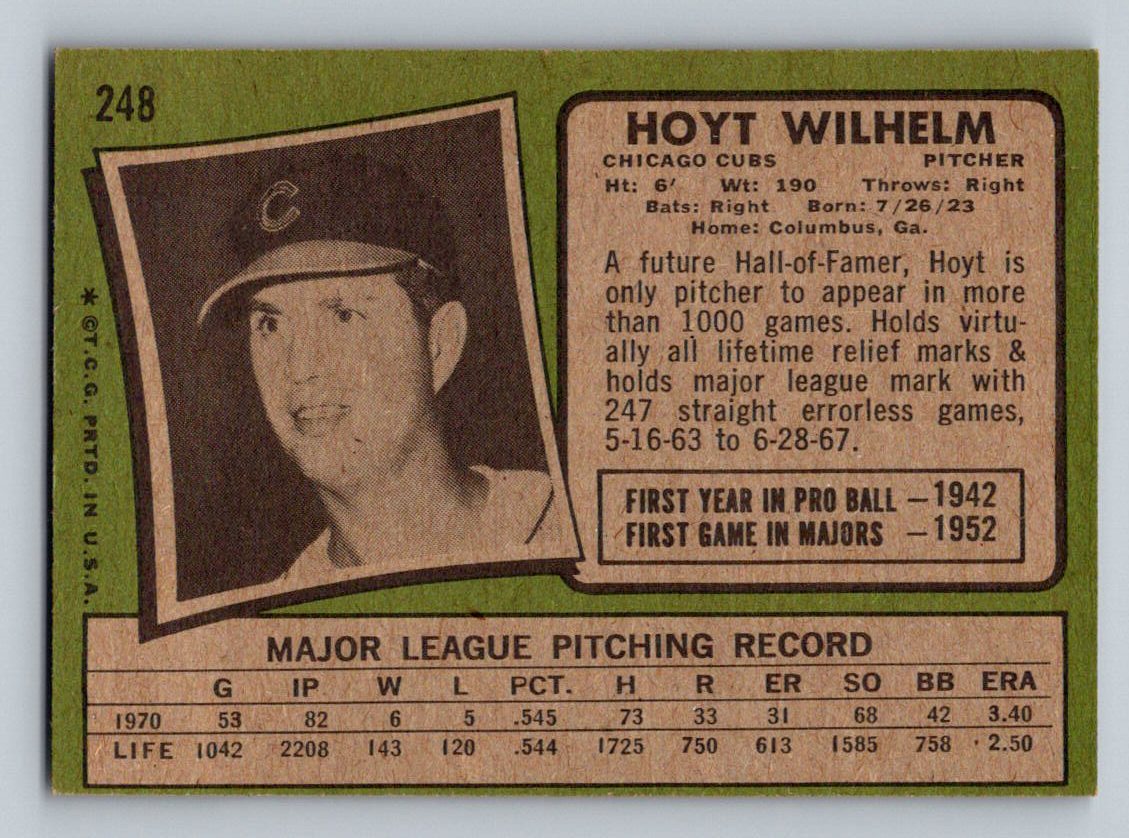 248
C
* ©T.C.G. PRTD. IN U.S.A.
HOYT WILHELM
CHICAGO CUBS PITCHER
Ht: 6' Wt: 190 Throws: Right
Bats: Right Born: 7/26/23
Home: Columbus, Ga.
A future Hall-of-Famer, Hoyt is
only pitcher to appear in more
than 1000 games. Holds virtu-
ally all lifetime relief marks &
holds major league mark with
247 straight errorless games,
5-16-63 to 6-28-67.
FIRST YEAR IN PRO BALL —1942
FIRST GAME IN MAJORS —1952
MAJOR LEAGUE PITCHING RECORD
G IP W L PCT. H R ER SO BB ERA
1970 53 82 6 5 .545 73 33 31 68 42 3.40
LIFE 1042 2208 143 120 .544 1725 750 613 1585 758 2.50